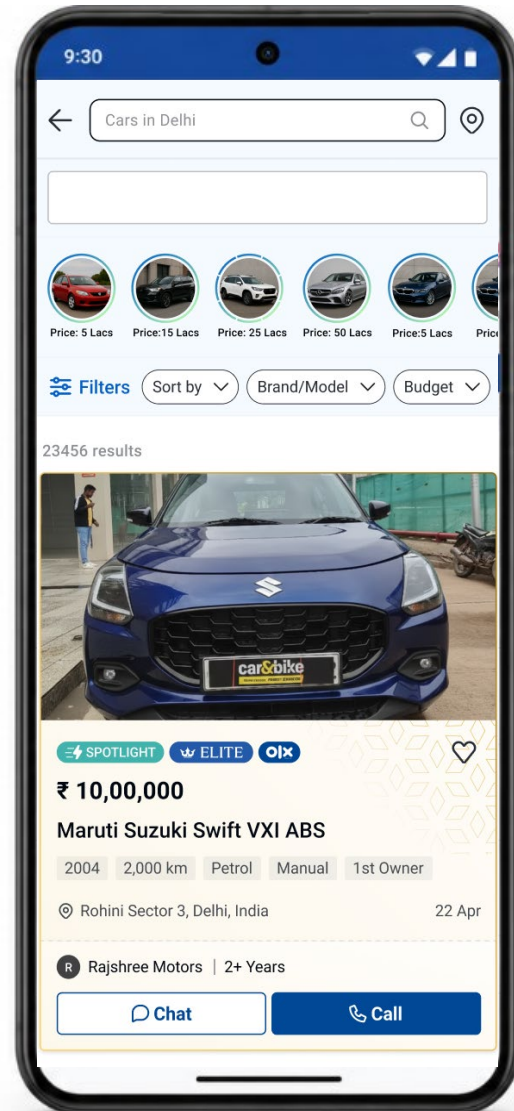 9:30
Cars in Delhi
Price: 5 Lacs Price:15 Lacs Price: 25 Lacs Price: 50 Lacs Price:5 Lacs Price
Filters Sort by Brand/Model Budget
23456 results
car&bike
SPOTLIGHT ELITE OLX
₹ 10,00,000
Maruti Suzuki Swift VXI ABS
2004 2,000 km Petrol Manual 1st Owner
Rohini Sector 3, Delhi, India 22 Apr
R Rajshree Motors | 2+ Years
Chat Call